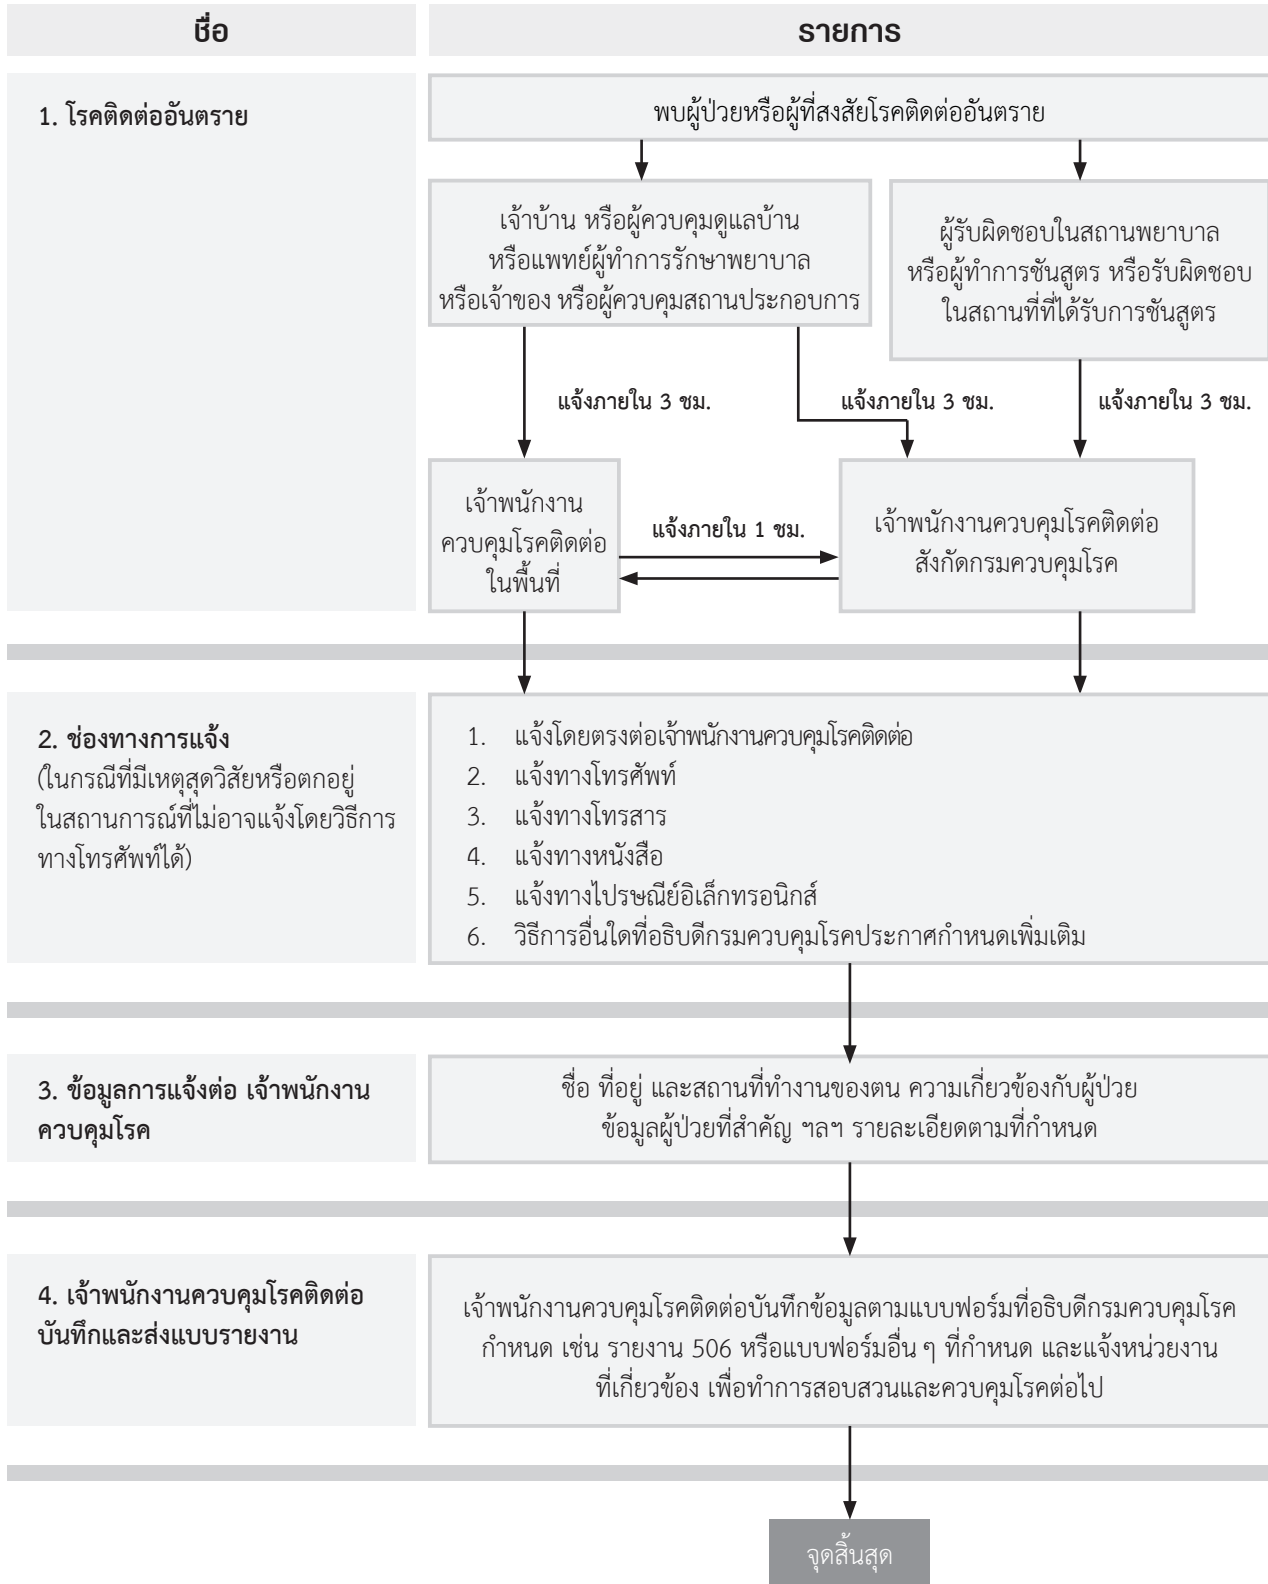 ชื่อ
รายการ
1. โรคติดต่ออันตราย
พบผู้ป่วยหรือผู้ที่สงสัยโรคติดต่ออันตราย
เจ้าบ้าน หรือผู้ควบคุมดูแลบ้าน
หรือแพทย์ผู้ทำการรักษาพยาบาล
หรือเจ้าของ หรือผู้ควบคุมสถานประกอบการ
ผู้รับผิดชอบในสถานพยาบาล
หรือผู้ทำการชันสูตร หรือรับผิดชอบ
ในสถานที่ที่ได้รับการชันสูตร
แจ้งภายใน 3 ชม.
แจ้งภายใน 3 ชม.
แจ้งภายใน 3 ชม.
เจ้าพนักงาน
ควบคุมโรคติดต่อ
ในพื้นที่
แจ้งภายใน 1 ชม.
เจ้าพนักงานควบคุมโรคติดต่อ
สังกัดกรมควบคุมโรค
2. ช่องทางการแจ้ง
(ในกรณีที่มีเหตุสุดวิสัยหรือตกอยู่
ในสถานการณ์ที่ไม่อาจแจ้งโดยวิธีการ
ทางโทรศัพท์ได้)
1. แจ้งโดยตรงต่อเจ้าพนักงานควบคุมโรคติดต่อ
2. แจ้งทางโทรศัพท์
3. แจ้งทางโทรสาร
4. แจ้งทางหนังสือ
5. แจ้งทางไปรษณีย์อิเล็กทรอนิกส์
6. วิธีการอื่นใดที่อธิบดีกรมควบคุมโรคประกาศกำหนดเพิ่มเติม
3. ข้อมูลการแจ้งต่อ เจ้าพนักงาน
ควบคุมโรค
ชื่อ ที่อยู่ และสถานที่ทำงานของตน ความเกี่ยวข้องกับผู้ป่วย
ข้อมูลผู้ป่วยที่สำคัญ ฯลฯ รายละเอียดตามที่กำหนด
4. เจ้าพนักงานควบคุมโรคติดต่อ
บันทึกและส่งแบบรายงาน
เจ้าพนักงานควบคุมโรคติดต่อบันทึกข้อมูลตามแบบฟอร์มที่อธิบดีกรมควบคุมโรค
กำหนด เช่น รายงาน 506 หรือแบบฟอร์มอื่น ๆ ที่กำหนด และแจ้งหน่วยงาน
ที่เกี่ยวข้อง เพื่อทำการสอบสวนและควบคุมโรคต่อไป
จุดสิ้นสุด